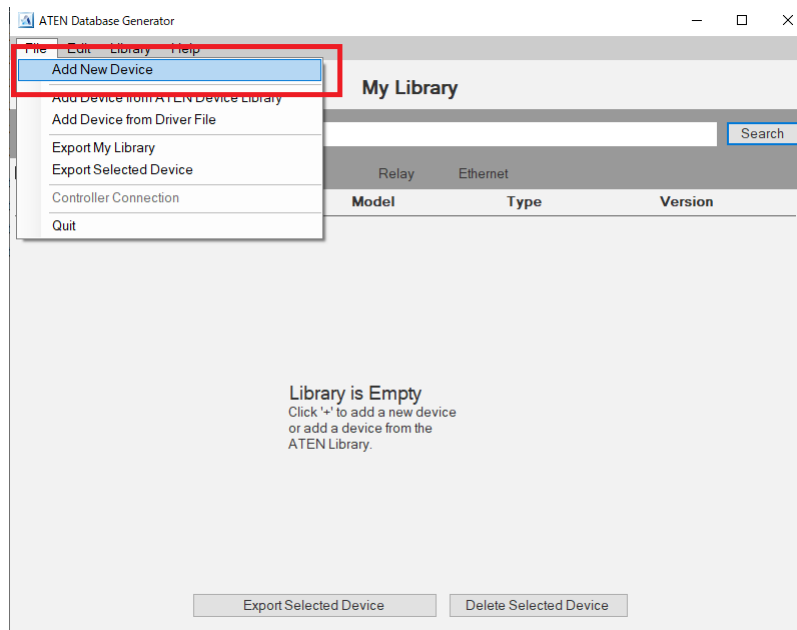 ATEN Database Generator
File Edit Library Help
Add New Device
Add Device from ATEN Device Library
Add Device from Driver File
Export My Library
Export Selected Device
Controller Connection
Quit
My Library
Search
Relay Ethernet
Model Type Version
Library is Empty
Click '+' to add a new device
or add a device from the
ATEN Library.
Export Selected Device Delete Selected Device